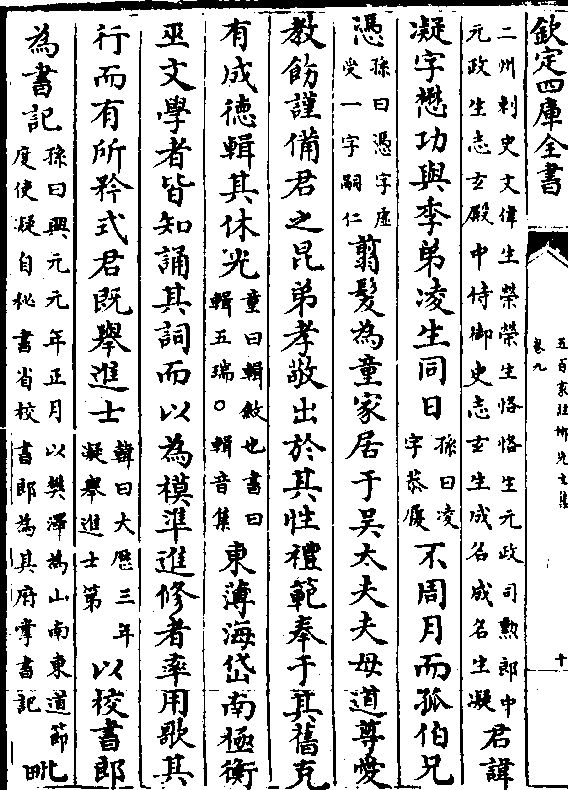 欽定四庫全書
五百家註柳先生集
卷九
十
二州刺史文偉生榮榮生恪恪生元政司勲郎中
元政生志玄殿中侍御史志玄生成名成名生凝
君諱
凝字懋功與季弟凌生同日
孫曰凌
字恭履
不周月而孤伯兄
憑
孫曰憑字虛
受一字嗣仁
翦髮為童家居于吳太夫夫母道尊愛
教飭謹備君之昆弟孝敬出於其性禮範奉于其舊克
有成德輯其休光
童曰輯斂也書曰
輯五瑞○輯音集
東薄海岱南極衡
巫文學者皆知誦其詞而以為模準進修者率用歌其
行而有所矜式君既舉進士
韓曰大歴三年
凝舉進士第
以校書郎
為書記
孫曰興元元年正月以樊澤為山南東道節
度使凝自秘書省校書郎為其府掌書記
毗